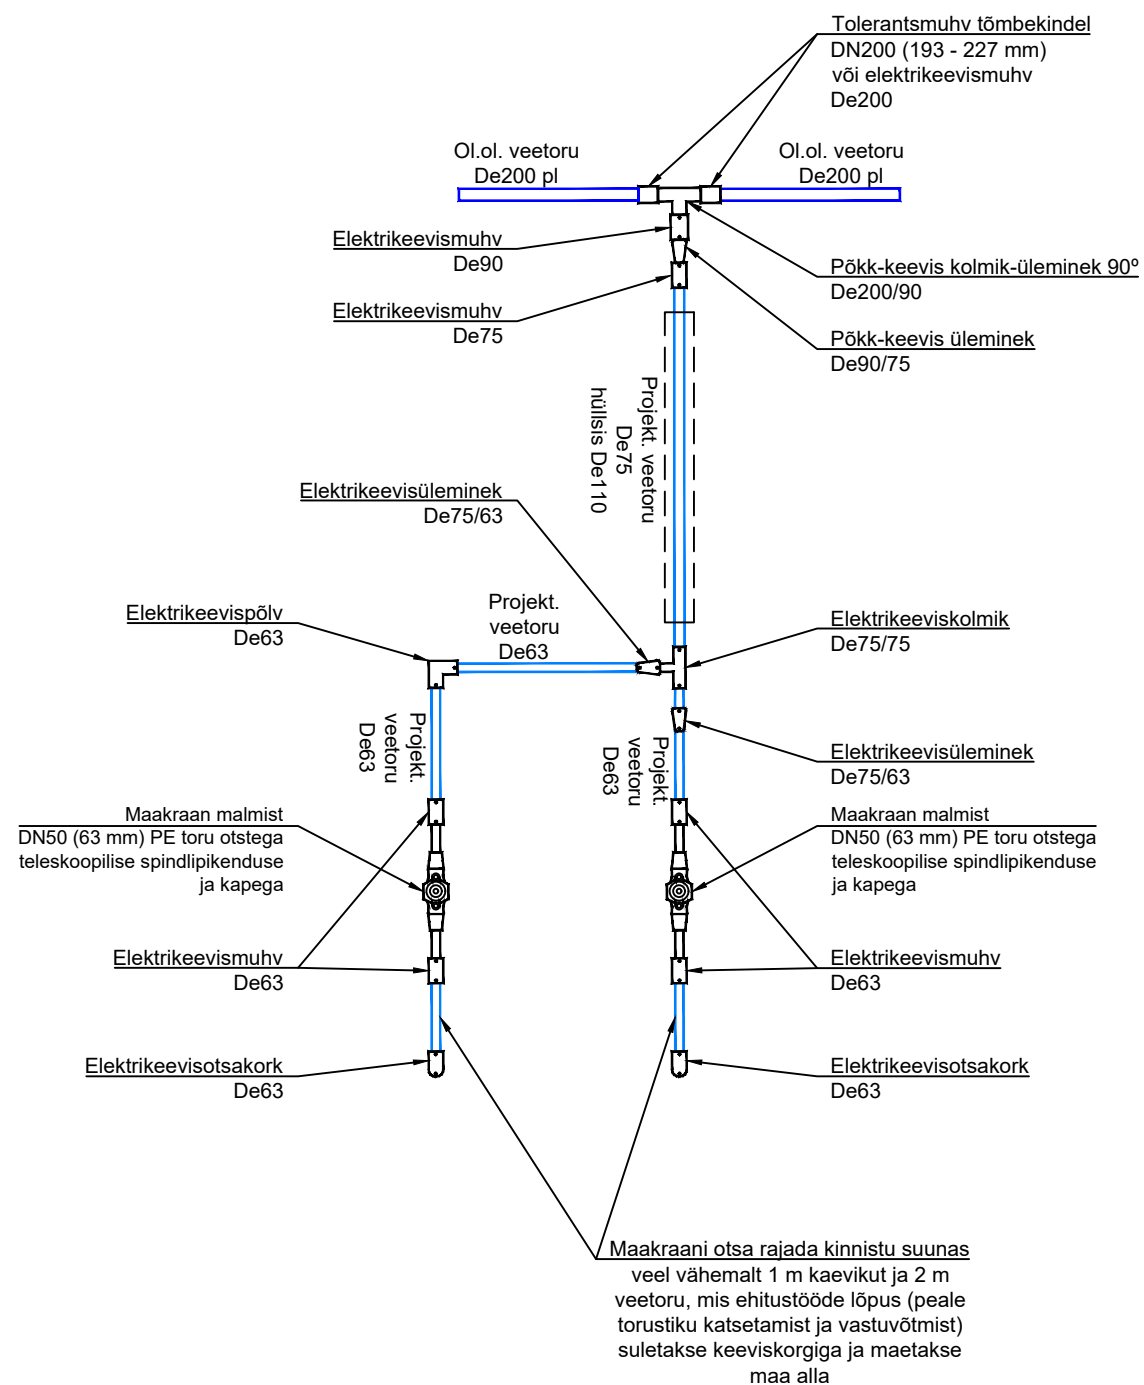 Tolerantsmuhv tõmbekindel
DN200 (193 - 227 mm)
või elektrikeevismuhv
De200
Ol.ol. veetoru
De200 pl
Ol.ol. veetoru
De200 pl
Elektrikeevismuhv
De90
Põkk-keevis kolmik-üleminek 90º
De200/90
Elektrikeevismuhv
De75
Põkk-keevis üleminek
De90/75
Projekt. veetoru
De75
hüllsis De110
Elektrikeevisüleminek
De75/63
Elektrikeevispõlv
De63
Projekt.
veetoru
De63
Elektrikeeviskolmik
De75/75
Projekt.
veetoru
De63
Projekt.
veetoru
De63
Elektrikeevisüleminek
De75/63
Maakraan malmist
DN50 (63 mm) PE toru otstega
teleskoopilise spindlipikenduse
ja kapega
Maakraan malmist
DN50 (63 mm) PE toru otstega
teleskoopilise spindlipikenduse
ja kapega
Elektrikeevismuhv
De63
Elektrikeevismuhv
De63
Elektrikeevisotsakork
De63
Elektrikeevisotsakork
De63
Maakraani otsa rajada kinnistu suunas
veel vähemalt 1 m kaevikut ja 2 m
veetoru, mis ehitustööde lõpus (peale
torustiku katsetamist ja vastuvõtmist)
suletakse keeviskorgiga ja maetakse
maa alla